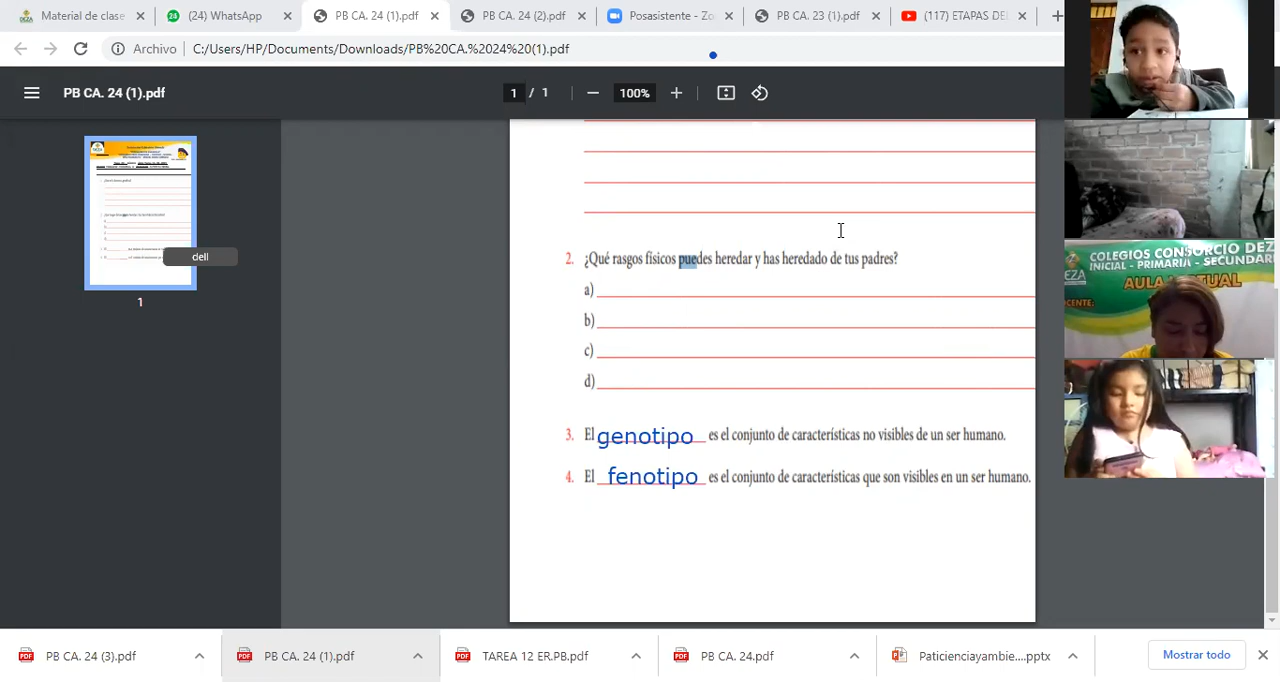 Material de clase
(24) WhatsApp
PB CA. 24 (1).pdf
PB CA. 24 (2).pdf
Posasistente - Zo
PB CA. 23 (1).pdf
(117) ETAPAS DE
Archivo
C:/Users/HP/Documents/Downloads/PB%20CA.%2024%20(1).pdf
PB CA. 24 (1).pdf
1 / 1
100%
dell
1
2. ¿Qué rasgos físicos puedes heredar y has heredado de tus padres?
a)
b)
c)
d)
3. El genotipo es el conjunto de características no visibles de un ser humano.
4. El fenotipo es el conjunto de características que son visibles en un ser humano.
COLEGIOS CONSORCIO DEZ
INICIAL - PRIMARIA - SECUNDAR
DEZA
AULA VIRTUAL
OCENTE:
PB CA. 24 (3).pdf
PB CA. 24 (1).pdf
TAREA 12 ER.PB.pdf
PB CA. 24.pdf
Paticienciayambie....pptx
Mostrar todo